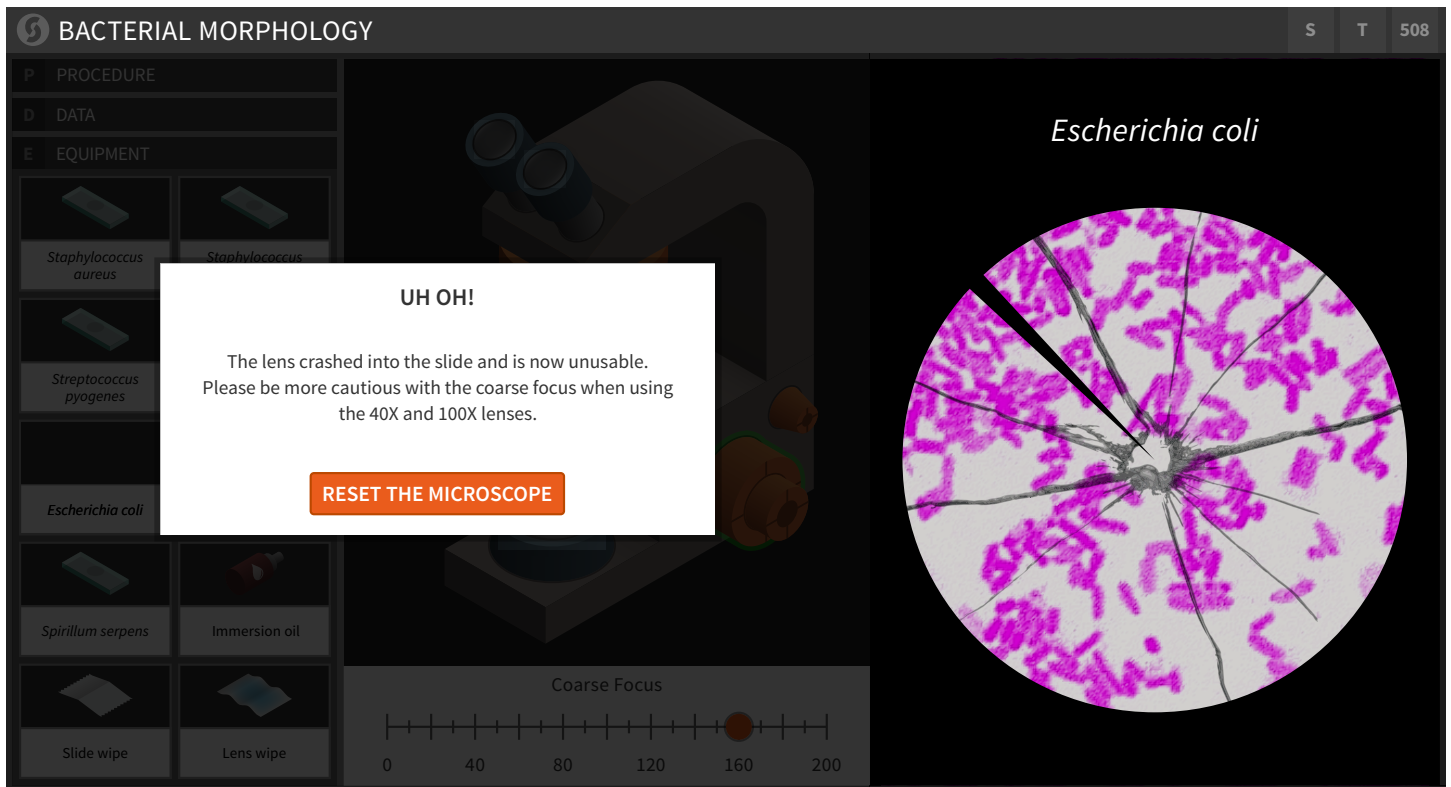 BACTERIAL MORPHOLOGY
S
T
508
P PROCEDURE
D DATA
E EQUIPMENT
Staphylococcus
aureus
Staphylococcus
Streptococcus
pyogenes
Escherichia coli
Spirillum serpens
Immersion oil
Slide wipe
Lens wipe
UH OH!
The lens crashed into the slide and is now unusable.
Please be more cautious with the coarse focus when using
the 40X and 100X lenses.
RESET THE MICROSCOPE
Coarse Focus
0 40 80 120 160 200
Escherichia coli